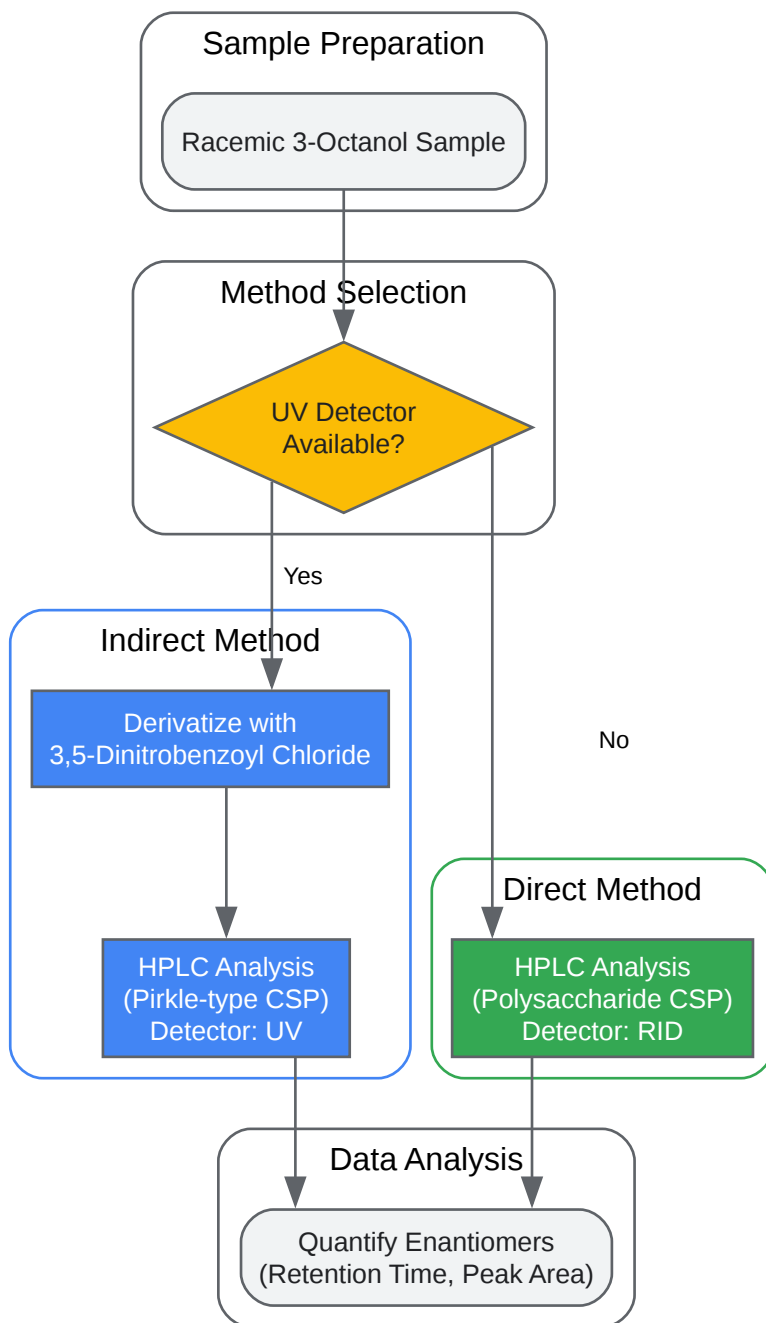 Sample Preparation
Racemic 3-Octanol Sample
Method Selection
UV Detector
Available?
Yes
Indirect Method
Derivatize with
3,5-Dinitrobenzoyl Chloride
No
Direct Method
HPLC Analysis
(Pirkle-type CSP)
Detector: UV
HPLC Analysis
(Polysaccharide CSP)
Detector: RID
Data Analysis
Quantify Enantiomers
(Retention Time, Peak Area)